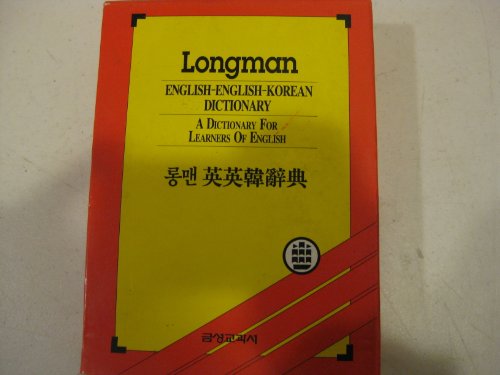 Longman
ENGLISH-ENGLISH-KOREAN
DICTIONARY
A DICTIONARY FOR
LEARNERS OF ENGLISH
롱맨 英英韓辭典
금성교과서